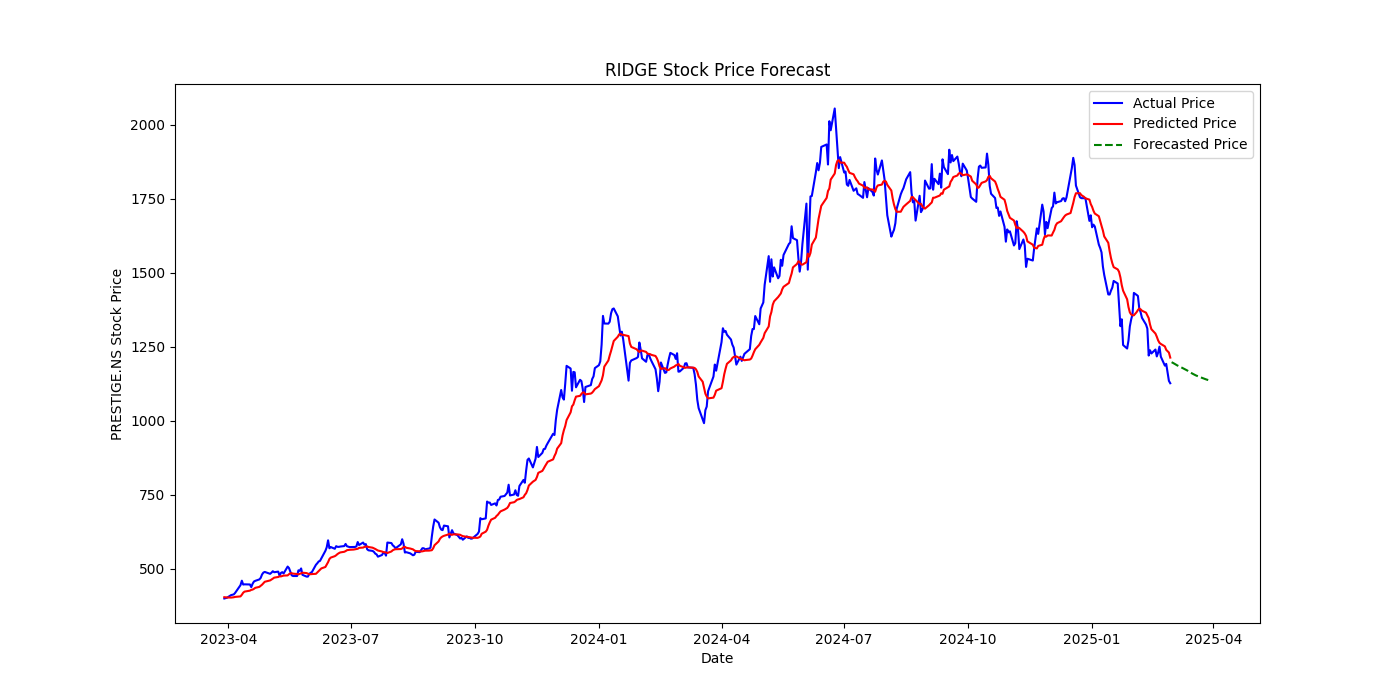 RIDGE Stock Price Forecast
Actual Price
Predicted Price
Forecasted Price
PRESTIGE.NS Stock Price
2000
1750
1500
1250
1000
750
500
2023-04 2023-07 2023-10 2024-01 2024-04 2024-07 2024-10 2025-01 2025-04
Date